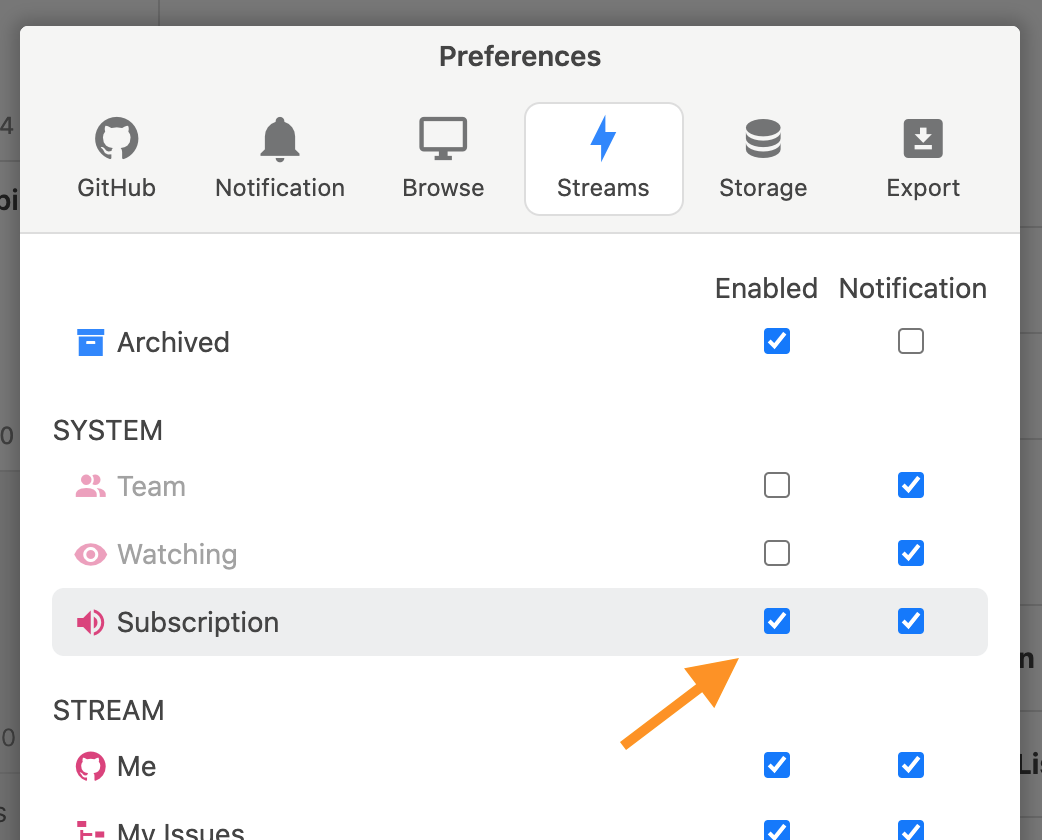 Preferences
GitHub Notification Browse Streams Storage Export
Enabled Notification
Archived
SYSTEM
Team
Watching
Subscription
STREAM
Me
My Issues